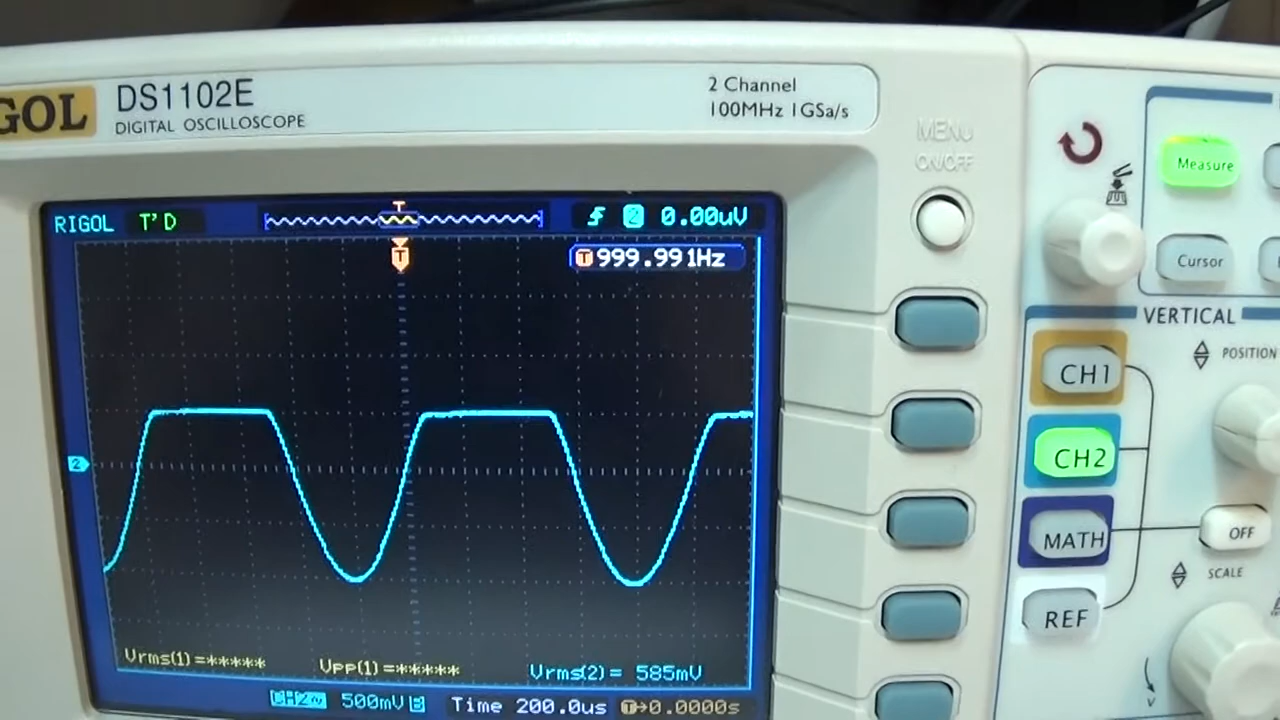 GOL DS1102E
DIGITAL OSCILLOSCOPE
2 Channel
100MHz 1GSa/s
MENU
ON/OFF
Measure
Cursor
RIGOL T'D T 2 0.00uV
T T 999.991Hz
2
Vrms(1)=***** Vpp(1)=***** Vrms(2)= 585mV
CH2~ 500mV B Time 200.0us T→0.0000s
VERTICAL
POSITION
CH1
CH2
MATH
OFF
REF
SCALE
V